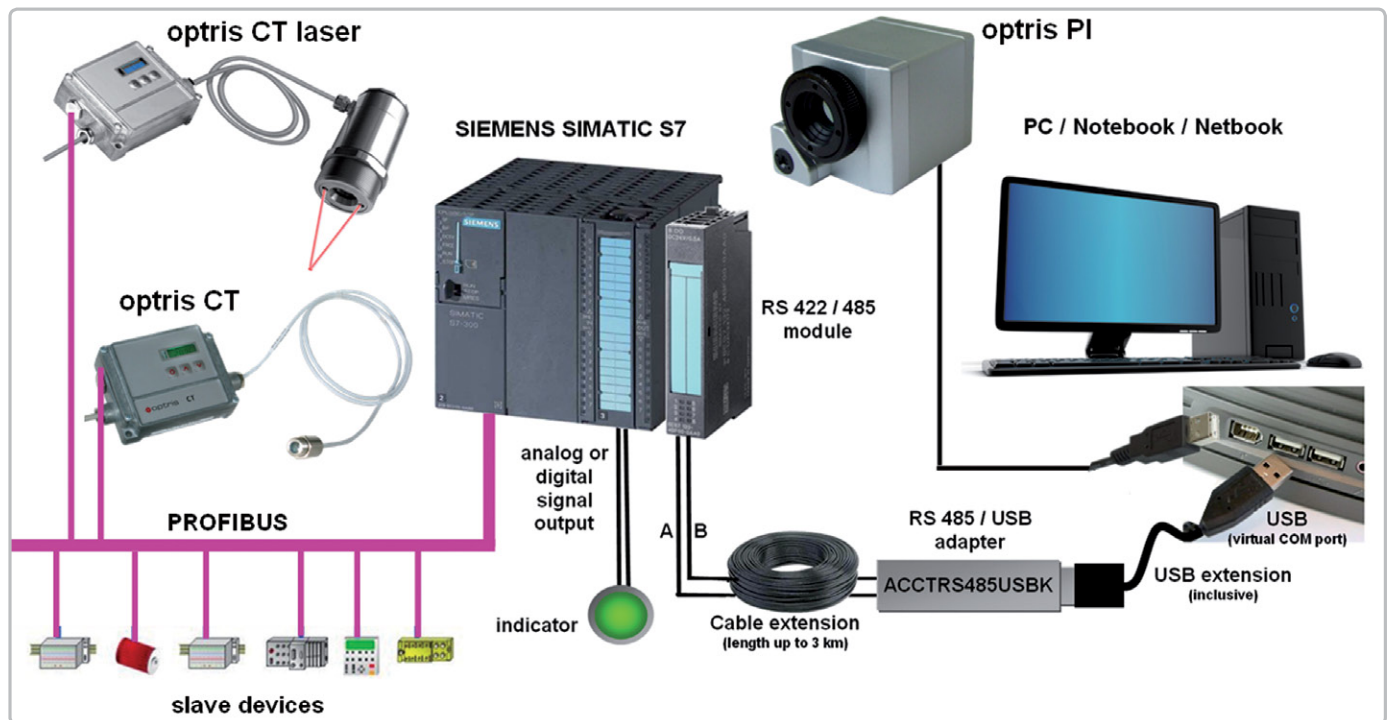 optris CT laser
optris PI
SIEMENS SIMATIC S7
PC / Notebook / Netbook
SIEMENS
SIMATIC
S7-300
optris CT
RS 422 / 485
module
optris CT
analog or
digital
signal
output
PROFIBUS
A
B
RS 485 / USB
adapter
USB
(virtual COM port)
ACCTRS485USBK
USB extension
(inclusive)
indicator
Cable extension
(length up to 3 km)
slave devices